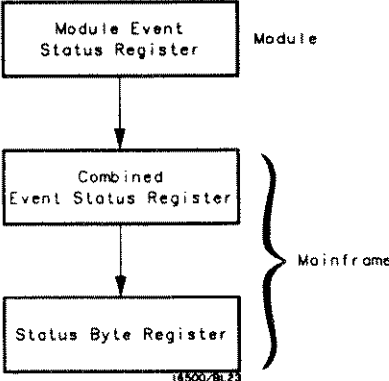 Module Event
Status Register
Module
Combined
Event Status Register
Mainframe
Status Byte Register
16500/BL23